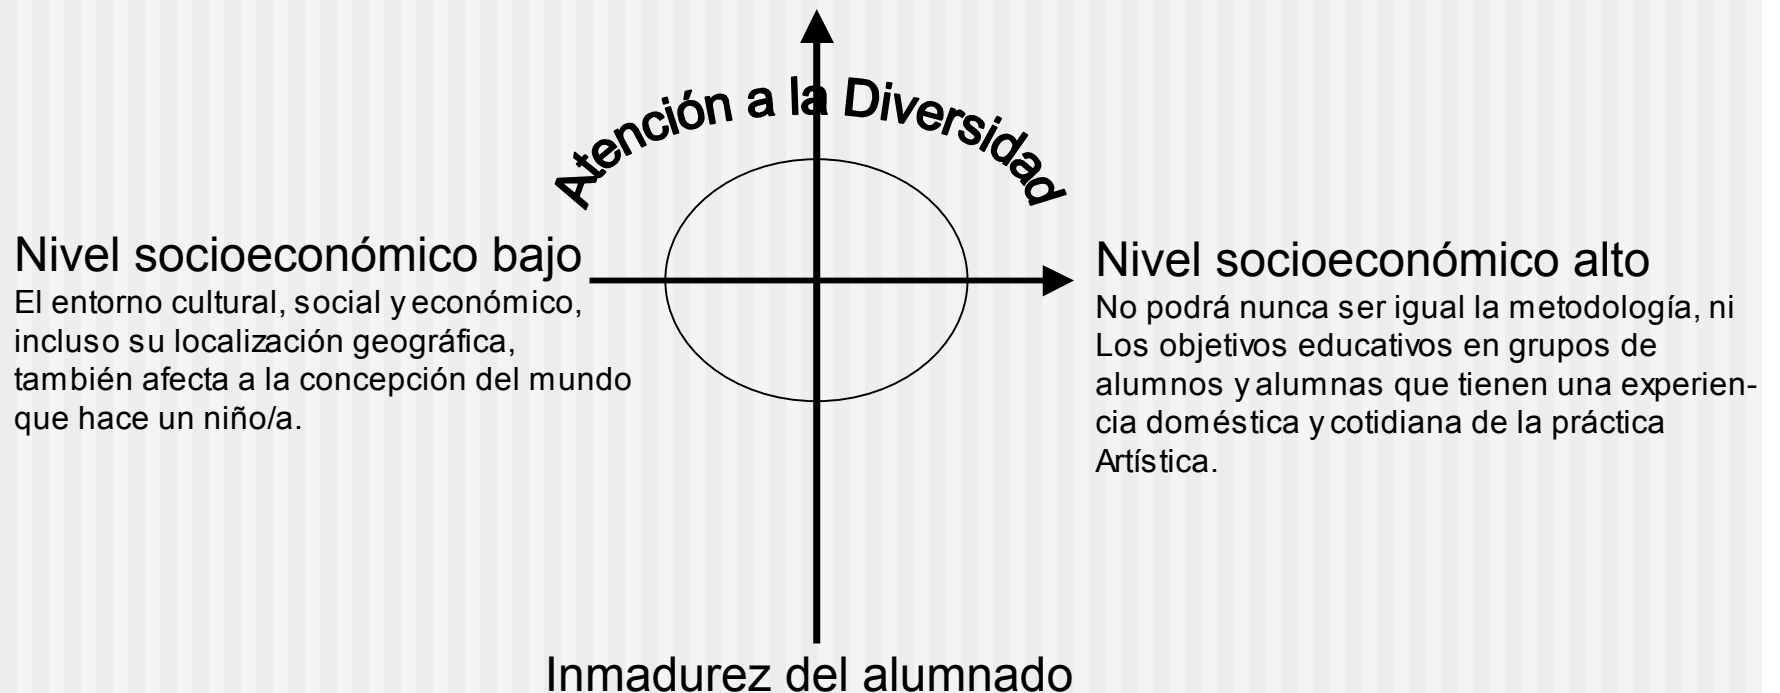 Atención a la Diversidad
Nivel socioeconómico bajo
El entorno cultural, social y económico,
incluso su localización geográfica,
también afecta a la concepción del mundo
que hace un niño/a.
Nivel socioeconómico alto
No podrá nunca ser igual la metodología, ni
Los objetivos educativos en grupos de
alumnos y alumnas que tienen una experien-
cia doméstica y cotidiana de la práctica
Artística.
Inmadurez del alumnado